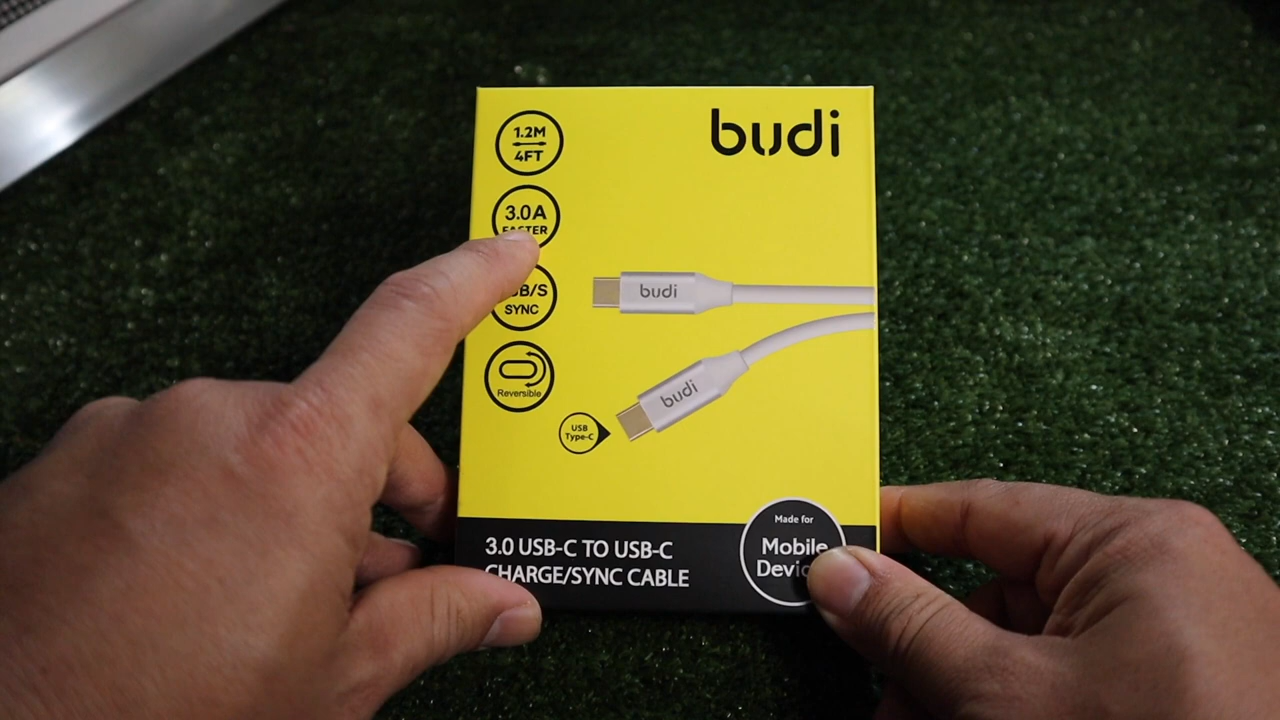 budi
1.2M
4FT
3.0A
FASTER
B/S
SYNC
Reversible
budi
budi
USB
Type-C
Made for
Mobile
3.0 USB-C TO USB-C
CHARGE/SYNC CABLE